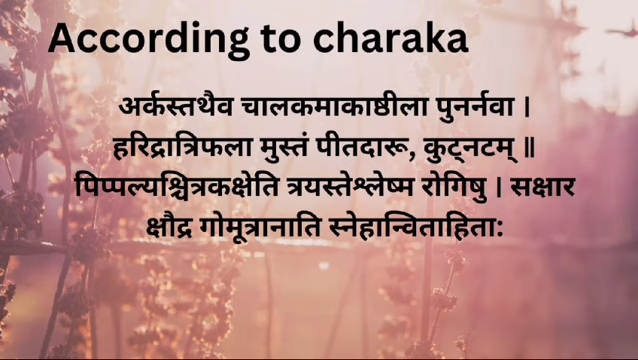 According to charaka
अर्कस्तथैव चालकमाकाष्ठीला पुनर्नवा ।
हरिद्रात्रिफला मुस्तं पीतदारू, कुट्नटम् ॥
पिप्पल्यश्चित्रकक्षेति त्रयस्तेश्लेष्म रोगिषु । सक्षार
क्षौद्र गोमूत्रानाति स्नेहान्विताहिता: